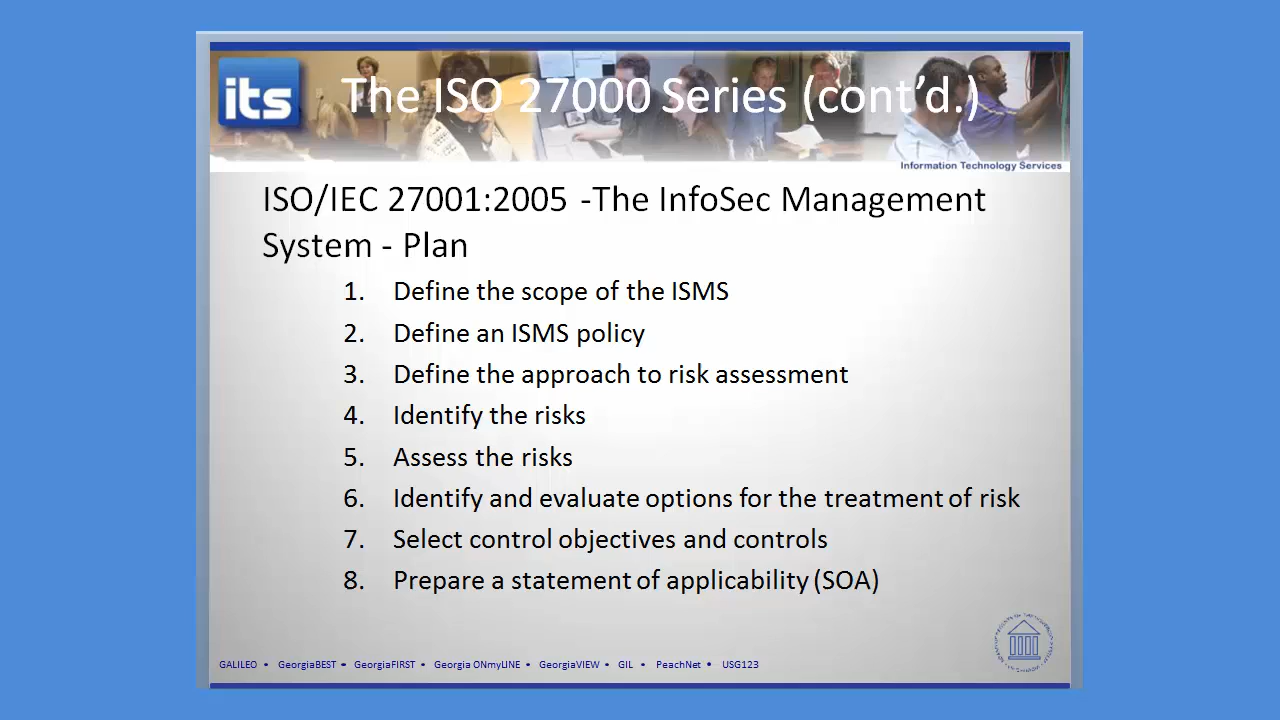 its
The ISO 27000 Series (cont'd.)
Information Technology Services
ISO/IEC 27001:2005 -The InfoSec Management
System - Plan
1. Define the scope of the ISMS
2. Define an ISMS policy
3. Define the approach to risk assessment
4. Identify the risks
5. Assess the risks
6. Identify and evaluate options for the treatment of risk
7. Select control objectives and controls
8. Prepare a statement of applicability (SOA)
GALILEO • GeorgiaBEST • GeorgiaFIRST • Georgia ONmyLINE • GeorgiaVIEW • GIL • PeachNet • USG123